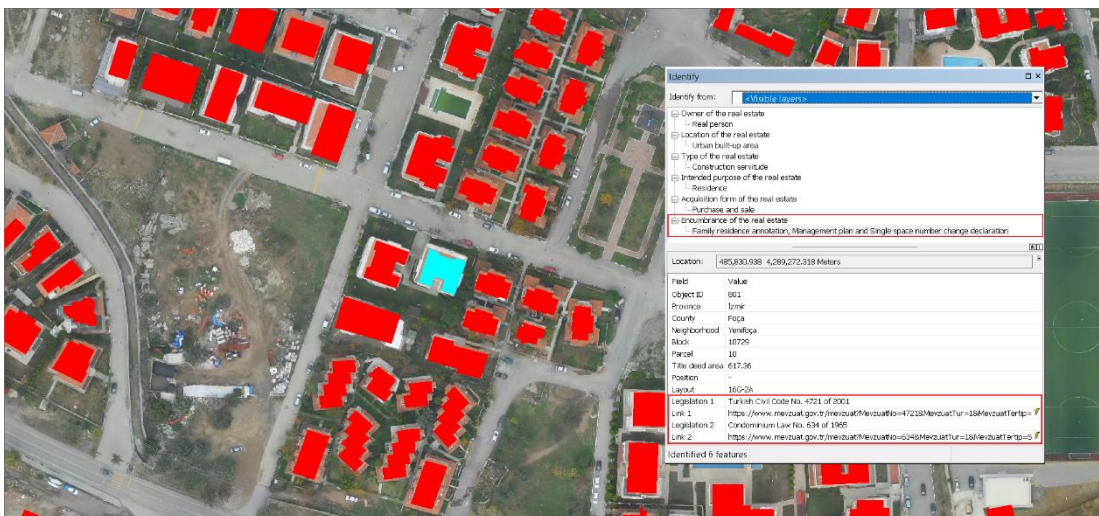 Identify
Identify from: <Visible layers>
Owner of the real estate
Real person
Location of the real estate
Urban built-up area
Type of the real estate
Construction servitude
Intended purpose of the real estate
Residence
Acquisition form of the real estate
Purchase and sale
Encumbrance of the real estate
Family residence annotation, Management plan and Single space number change declaration
Location: 485,830.938 4,289,272.318 Meters
Field Value
Object ID 801
Province İzmir
County Foça
Neighborhood Yenifoça
Block 10729
Parcel 10
Title deed area 617.36
Position -
Layout 16G-2A
Legislation 1 Turkish Civil Code No. 4721 of 2001
Link 1 https://www.mevzuat.gov.tr/mevzuat?MevzuatNo=4721&MevzuatTur=1&MevzuatTertip=
Legislation 2 Condominium Law No. 634 of 1965
Link 2 https://www.mevzuat.gov.tr/mevzuat?MevzuatNo=634&MevzuatTur=1&MevzuatTertip=5
Identified 6 features